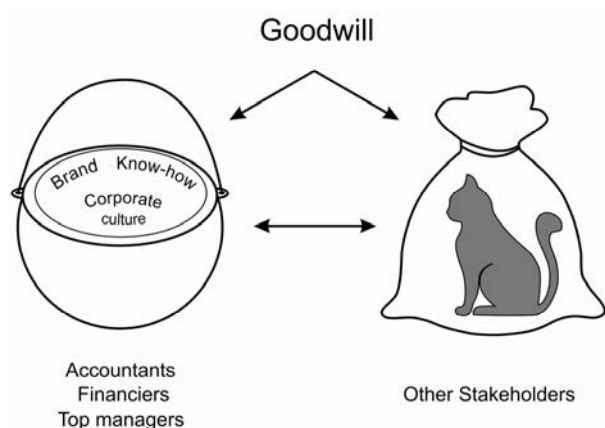 Goodwill
Brand Know-how
Corporate
culture
Accountants
Financiers
Top managers
Other Stakeholders